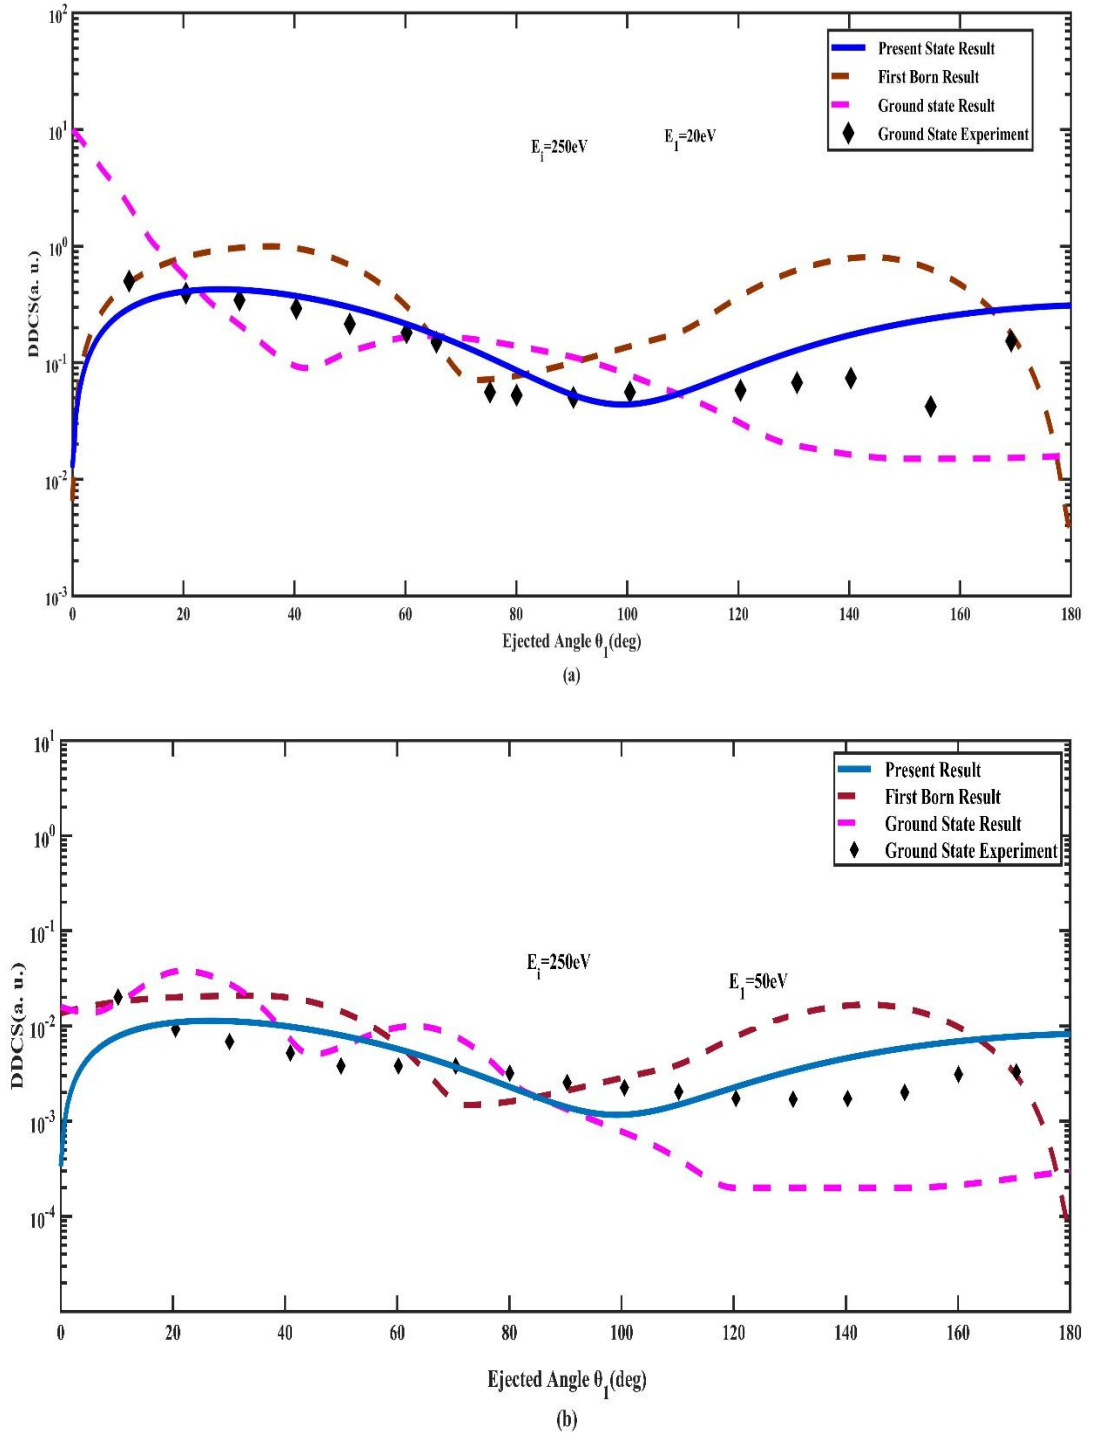 10^2
10^1
10^0
10^-1
10^-2
10^-3
DDCS(a. u.)
Present State Result
First Born Result
Ground state Result
Ground State Experiment
E_i=250eV
E_1=20eV
0 20 40 60 80 100 120 140 160 180
Ejected Angle θ_1(deg)
(a)
10^1
10^0
10^-1
10^-2
10^-3
10^-4
DDCS(a. u.)
Present Result
First Born Result
Ground State Result
Ground State Experiment
E_i=250eV
E_1=50eV
0 20 40 60 80 100 120 140 160 180
Ejected Angle θ_1(deg)
(b)